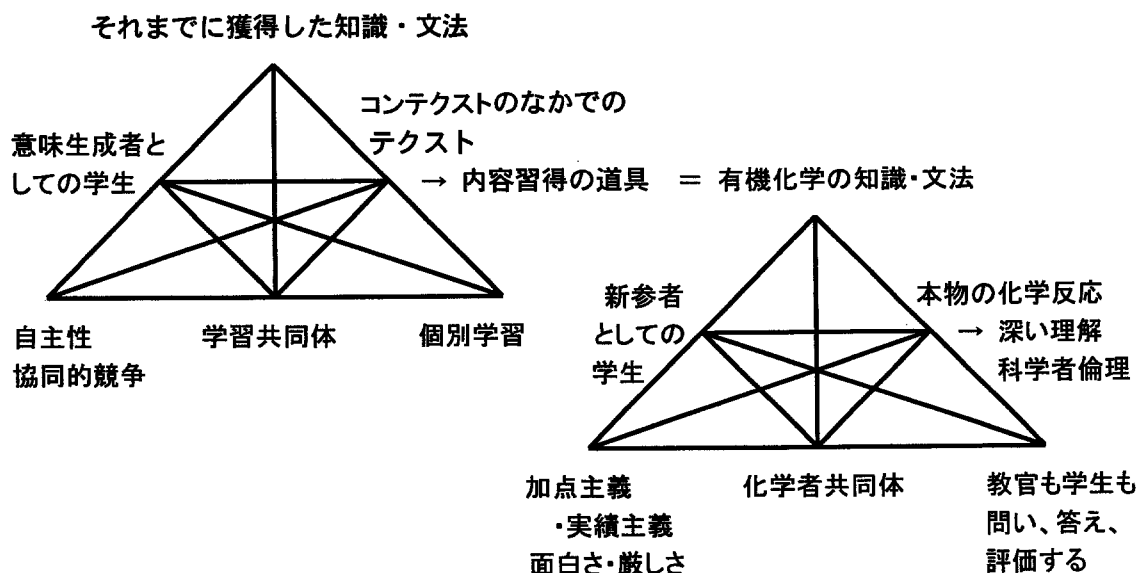 それまでに獲得した知識・文法
コンテクストのなかでの
テクスト
意味生成者と
しての学生
→ 内容習得の道具 = 有機化学の知識・文法
自主性
協同的競争
学習共同体
個別学習
新参者
としての
学生
本物の化学反応
→ 深い理解
科学者倫理
加点主義
・実績主義
面白さ・厳しさ
化学者共同体
教官も学生も
問い、答え、
評価する